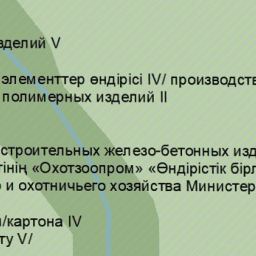 зделий V
элементтер өндірісі IV/ производств
полимерных изделий II
строительных железо-бетонных изд
інің «Охотзоопром» «Өндірістік бірл
и охотничьего хозяйства Министер
/картона IV
ту V/